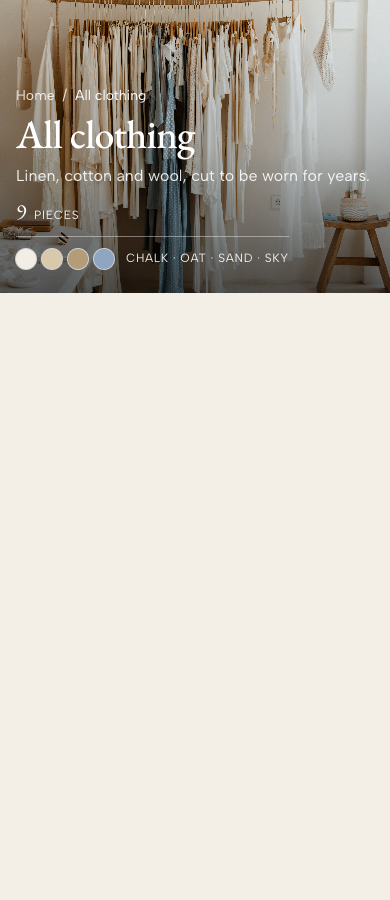 Home / All clothing
All clothing
Linen, cotton and wool, cut to be worn for years.
9 PIECES
CHALK · OAT · SAND · SKY